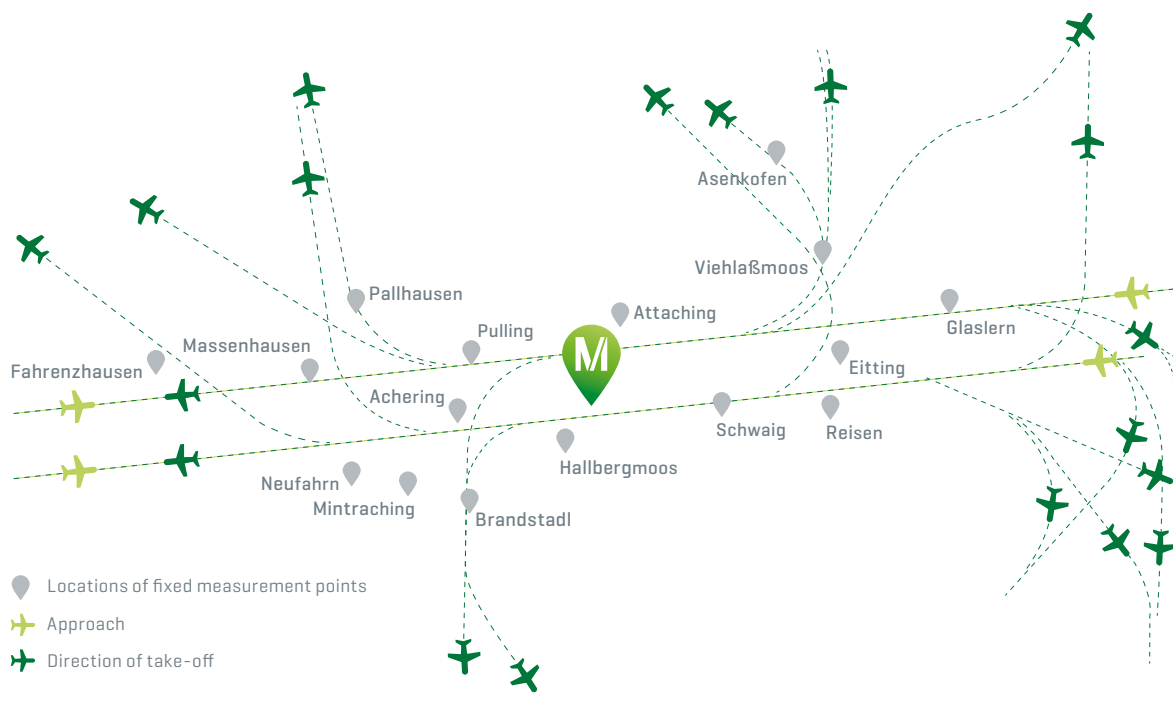 Asenkofen
Viehlaßmoos
Pallhausen
Attaching
Glaslern
Pulling
Massenhausen
M
Fahrenzhausen
Eitting
Achering
Schwaig
Reisen
Hallbergmoos
Neufahrn
Mintraching
Brandstadl
Locations of fixed measurement points
Approach
Direction of take-off